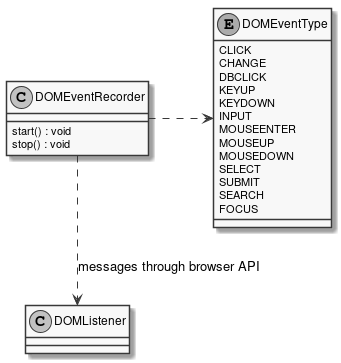 C DOMEventRecorder
start() : void
stop() : void
E DOMEventType
CLICK
CHANGE
DBCLICK
KEYUP
KEYDOWN
INPUT
MOUSEENTER
MOUSEUP
MOUSEDOWN
SELECT
SUBMIT
SEARCH
FOCUS
messages through browser API
C DOMListener